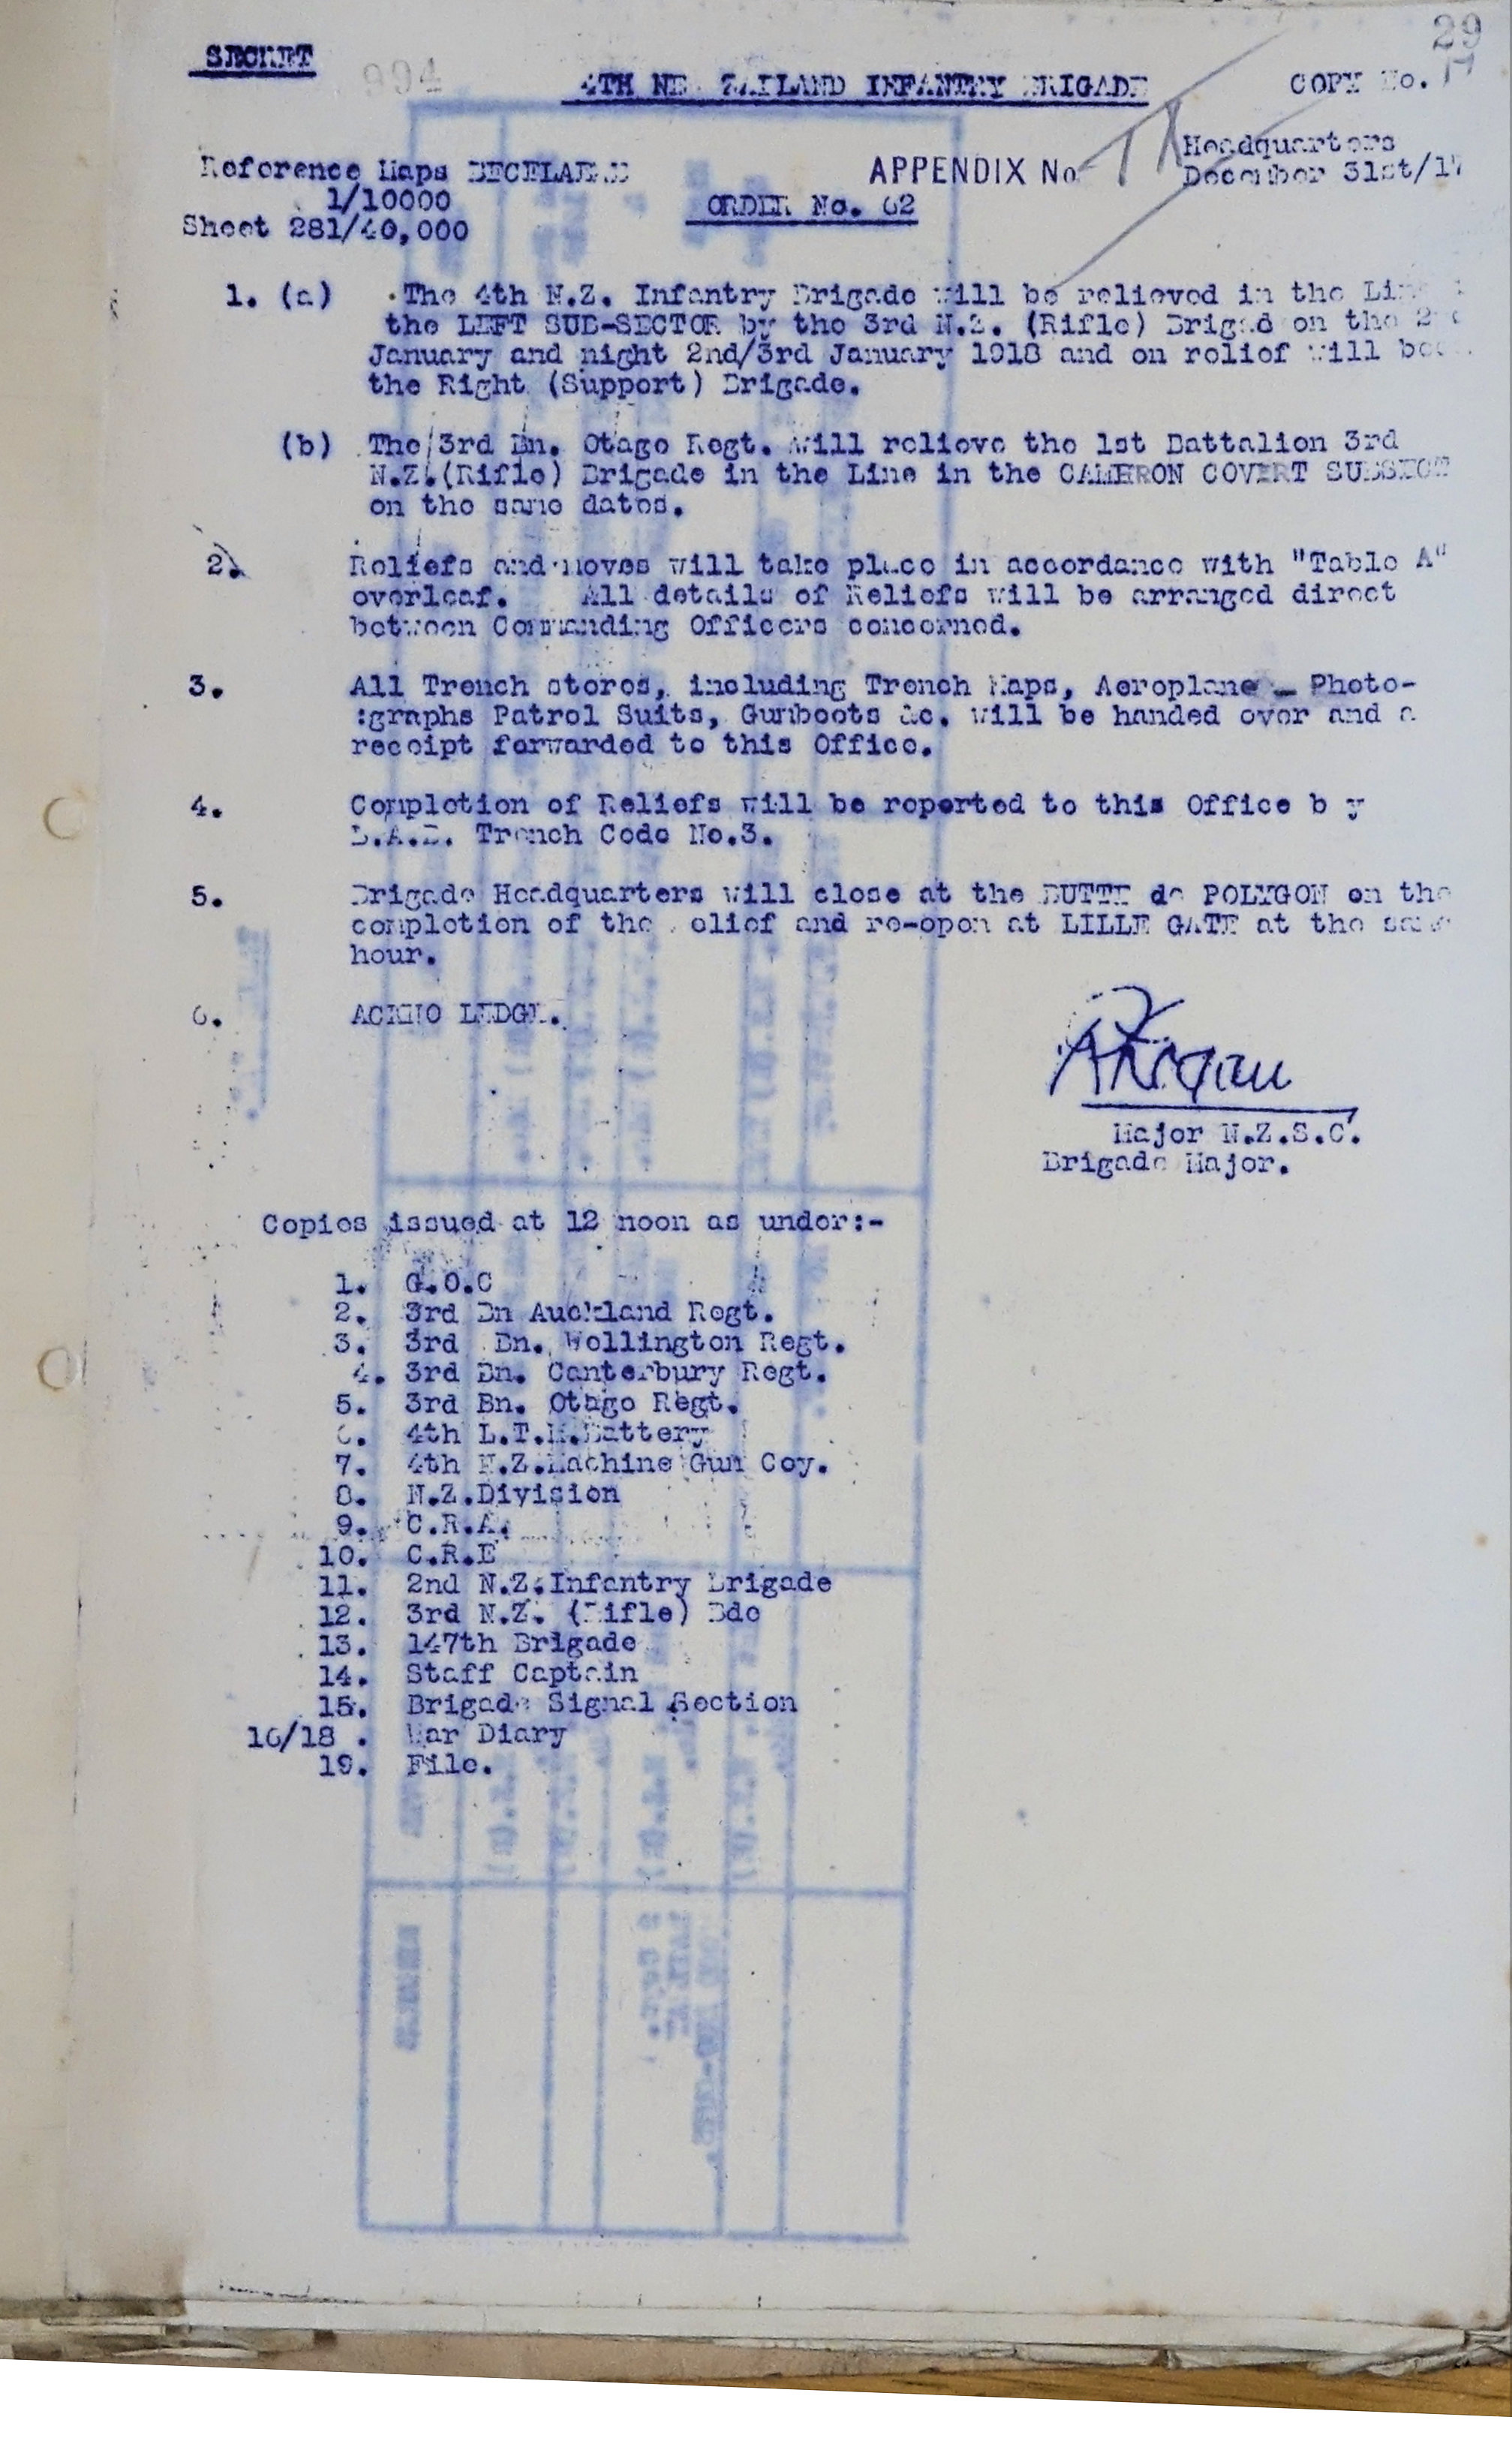 29
SECRET
994
4TH NEW ZEALAND INFANTRY BRIGADE
COPY No. 17
Headquarters
Reference Maps BECELAERE
APPENDIX No
December 31st/17
1/10000
ORDER No. 62
Sheet 281/40,000
1. (a) The 4th N.Z. Infantry Brigade will be relieved in the Line
the LEFT SUB-SECTOR by the 3rd N.Z. (Rifle) Brigad on the 2nd
January and night 2nd/3rd January 1918 and on relief will
the Right (Support) Brigade.
(b) The 3rd Bn. Otago Regt. will relieve the 1st Battalion 3rd
N.Z.(Rifle) Brigade in the Line in the CAMERON COVERT SUBSECT
on the same dates.
2. Reliefs and moves will take place in accordance with "Table A"
overleaf. All details of Reliefs will be arranged direct
between Commanding Officers concerned.
3. All Trench stores, including Trench Maps, Aeroplane - Photo-
:graphs Patrol Suits, Gumboots &c. will be handed over and a
receipt forwarded to this Office.
4. Completion of Reliefs will be reported to this Office b y
B.A.B. Trench Code No.3.
5. Brigade Headquarters will close at the BUTTE de POLYGON on the
completion of the relief and re-open at LILLE GATE at the same
hour.
6. ACKNO LEDGE.
Major N.Z.S.C.
Brigade Major.
Copies issued at 12 noon as under:-
1. G.O.C
2. 3rd Bn Auckland Regt.
3. 3rd Bn. Wellington Regt.
4. 3rd Bn. Canterbury Regt.
5. 3rd Bn. Otago Regt.
6. 4th L.T.M.Battery
7. 4th N.Z.Machine Gun Coy.
8. N.Z.Division
9. C.R.A.
10. C.R.E
11. 2nd N.Z.Infantry Brigade
12. 3rd N.Z. (Rifle) Bde
13. 147th Brigade
14. Staff Captain
15. Brigade Signal Section
16/18 . War Diary
19. File.